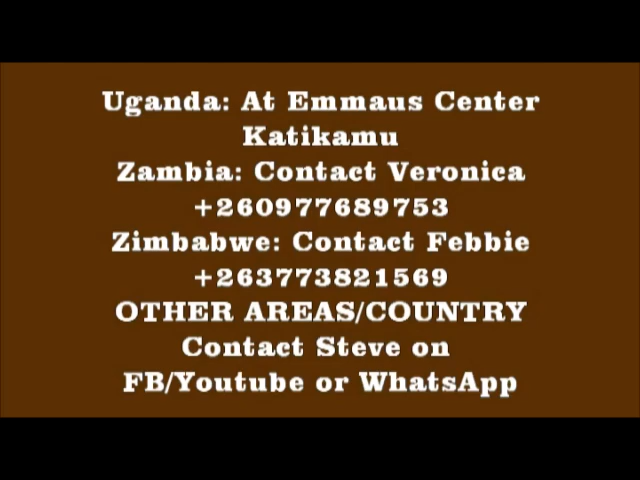 Uganda: At Emmaus Center
Katikamu
Zambia: Contact Veronica
+260977689753
Zimbabwe: Contact Febbie
+263773821569
OTHER AREAS/COUNTRY
Contact Steve on
FB/Youtube or WhatsApp